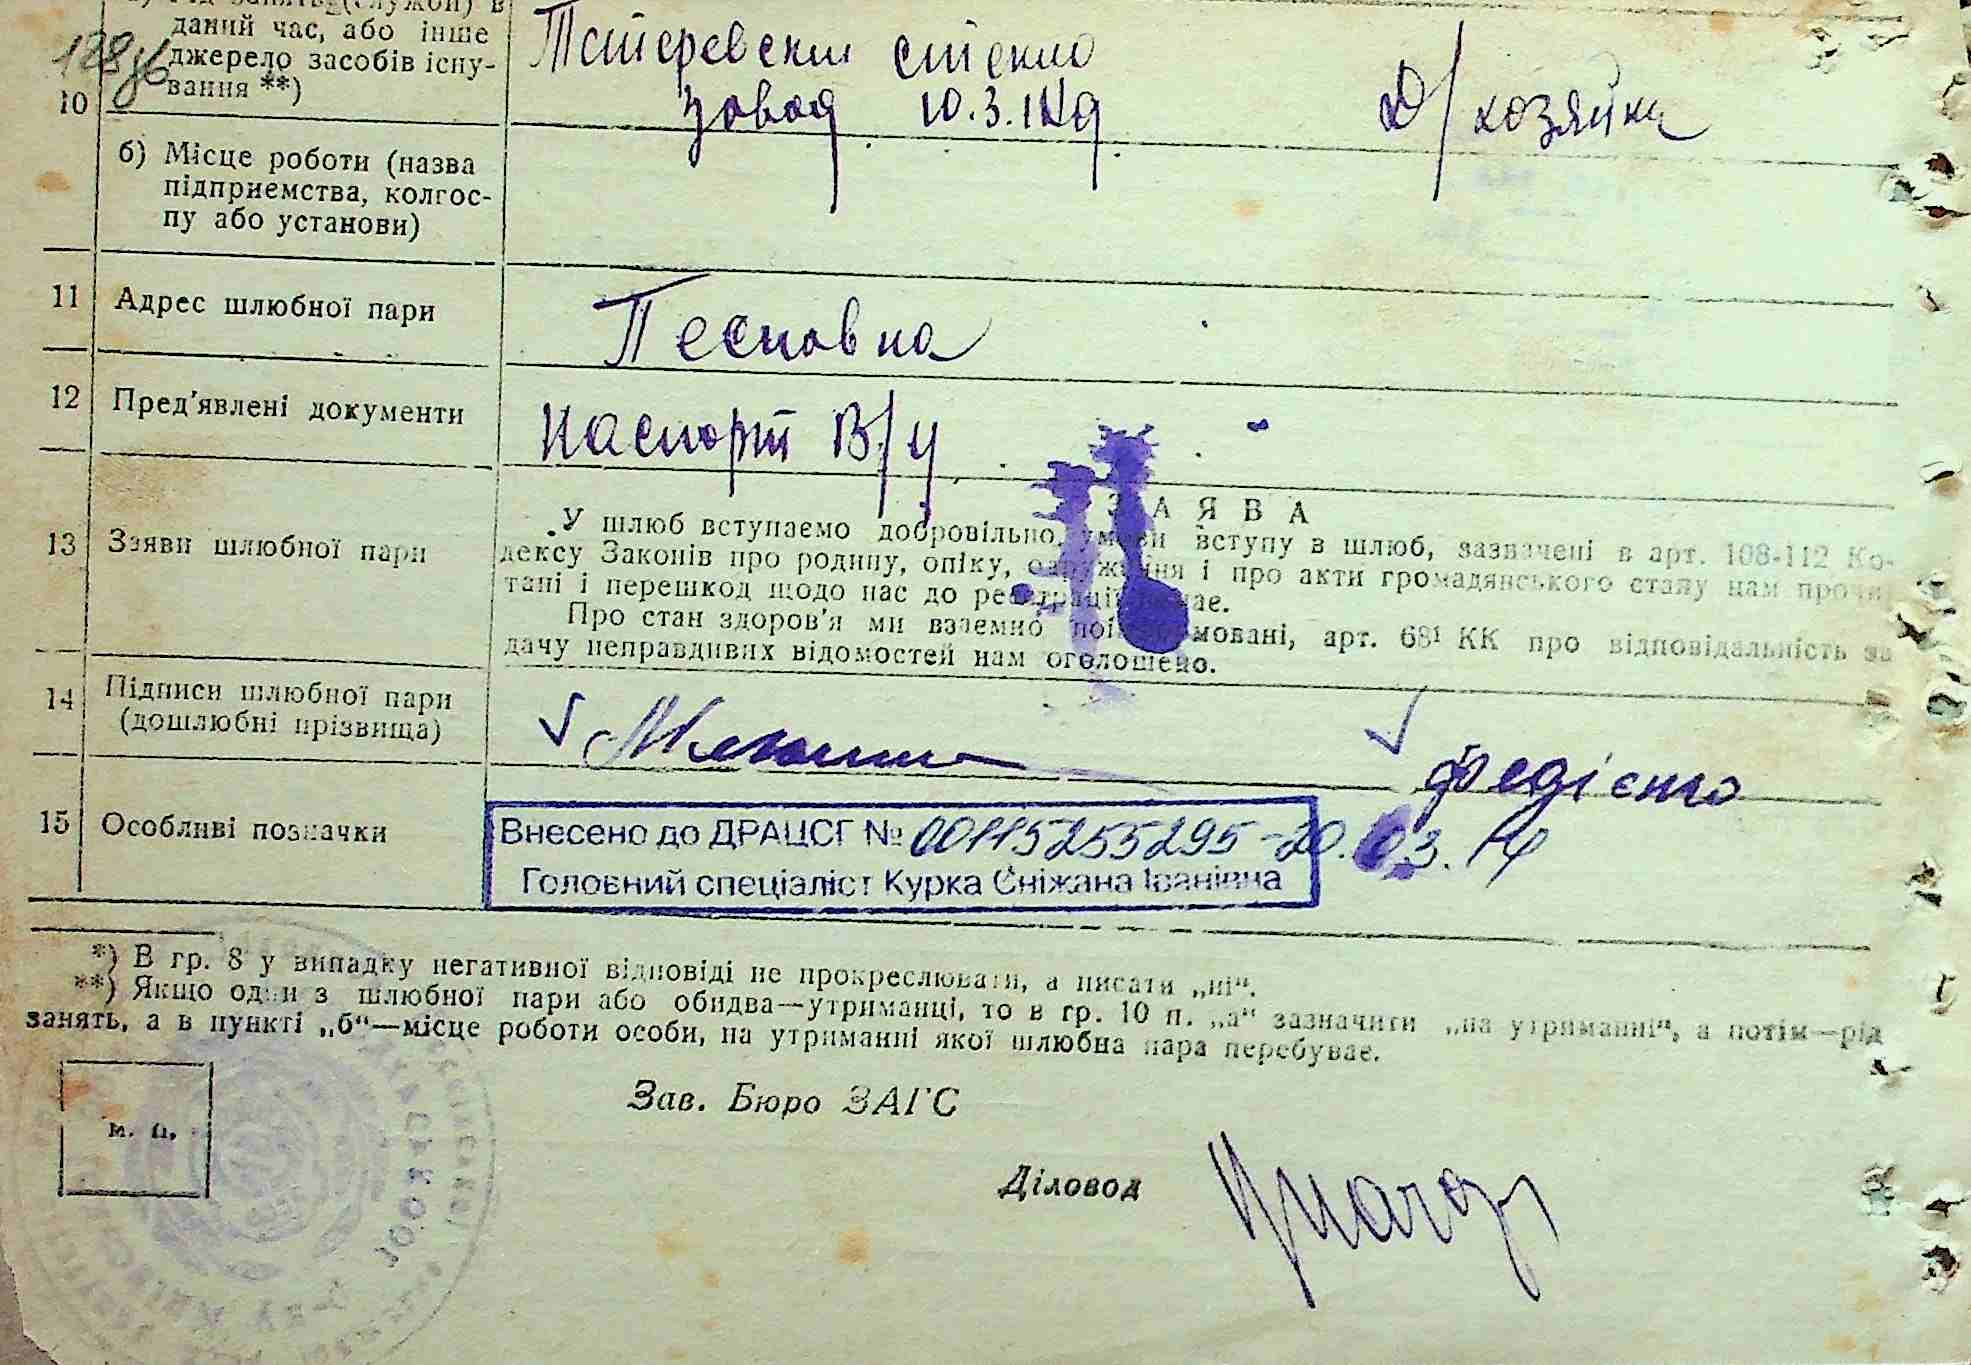 даний час, або інше
джерело засобів існу-
вання **)
10
завод 10.3.
Д/хозяйка
б) Місце роботи (назва
підприемства, колгос-
пу або установи)
11 Адрес шлюбної пари
Песковка
12 Пред'явлені документи
паспорт В/у
З А Я В А
13 Заяви шлюбної пари
У шлюб вступаємо добровільно, умови вступу в шлюб, зазначені в арт. 108-112 Ко-
дексу Законів про родину, опіку, одруження і про акти громадянського стану нам прочи-
тані і перешкод щодо нас до реєстрації немає.
Про стан здоров'я ми взаємно поінформовані, арт. 68¹ КК про відповідальність за
дачу неправдивих відомостей нам оголошено.
14 Підписи шлюбної пари
(дошлюбні прізвища)
15 Особливі позначки
Внесено до ДРАЦСГ № 00115255295-20.03.14
Головний спеціаліст Курка Сніжана Іванівна
*) В гр. 8 у випадку негативної відповіді не прокреслювати, а писати „ні".
**) Якщо один з шлюбної пари або обидва—утриманці, то в гр. 10 п. „а" зазначити „на утриманні", а потім—рід
занять, а в пункті „б"—місце роботи особи, на утриманні якої шлюбна пара перебуває.
м. п.
Зав. Бюро ЗАГС
Діловод